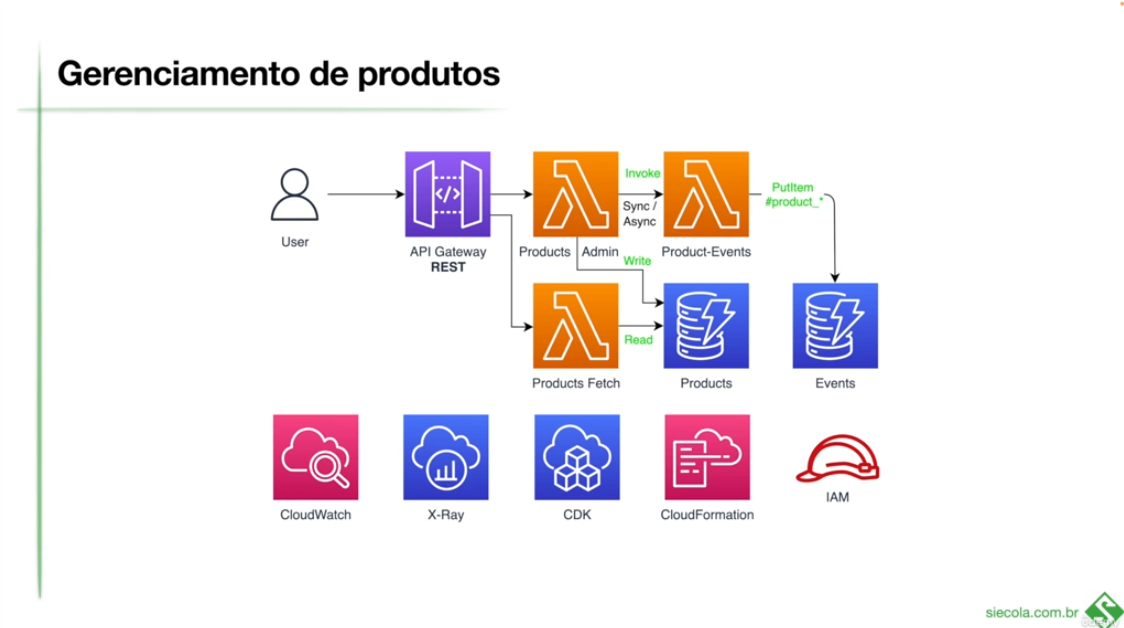 Gerenciamento de produtos
User
API Gateway
REST
Products Admin
Invoke
Sync /
Async
Product-Events
PutItem
#product_*
Write
Read
Products Fetch
Products
Events
CloudWatch
X-Ray
CDK
CloudFormation
IAM
siecola.com.br